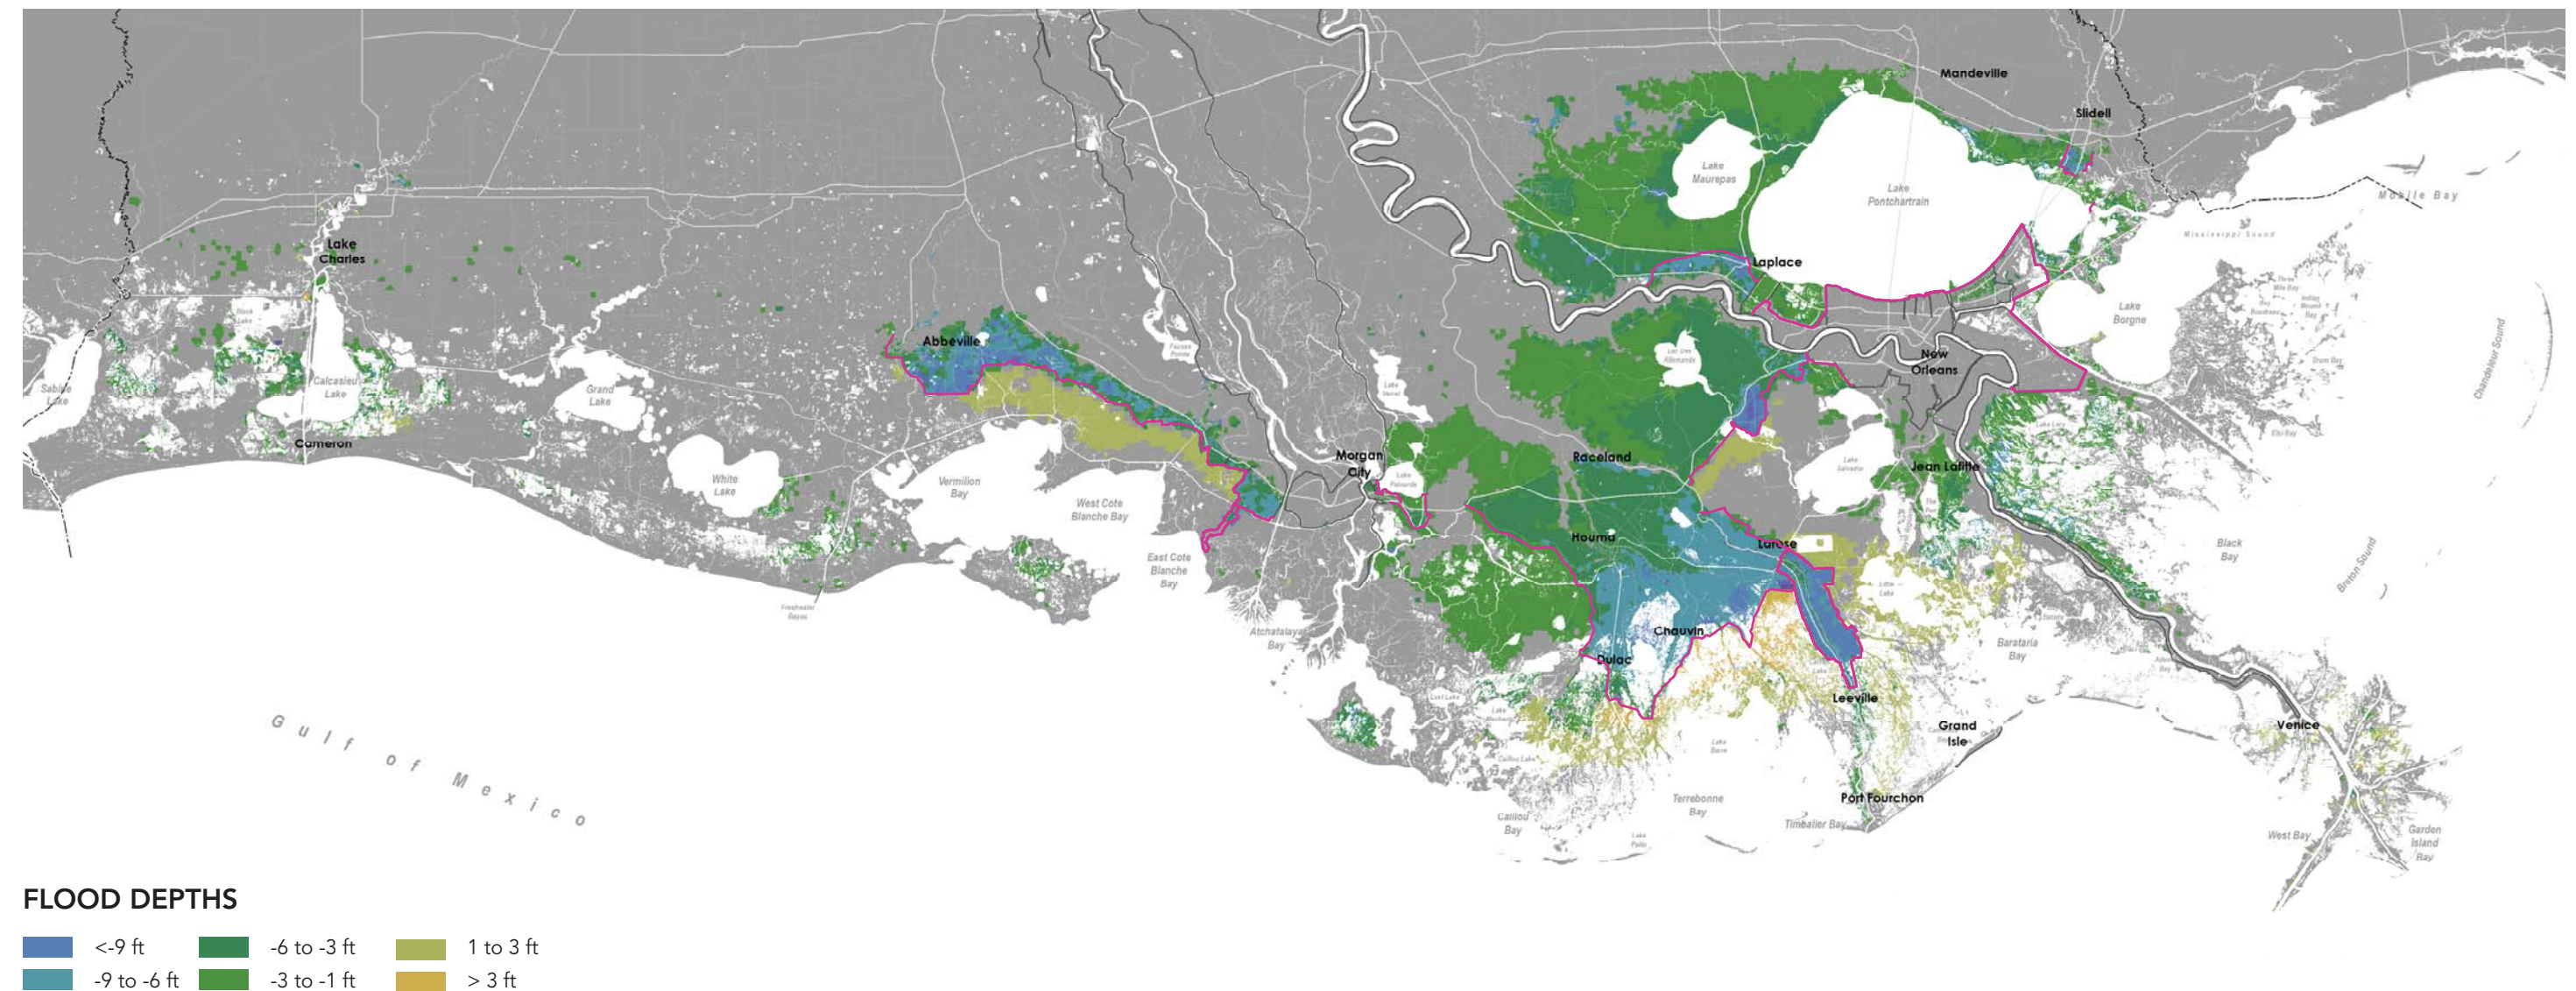 Mandeville
Slidell
Lake
Maurepas
Lake
Pontchartrain
Mobile Bay
Mississippi Sound
Lake
Charles
Laplace
Lake
Borgne
Chandeleur Sound
Abbeville
New
Orleans
Sabine
Lake
Calcasieu
Lake
Grand
Lake
Cameron
White
Lake
Vermilion
Bay
West Cote
Blanche Bay
Morgan
City
Raceland
Jean Lafitte
Houma
Larose
East Cote
Blanche
Bay
Black
Bay
Breton Sound
Freshwater
Bayou
Atchafalaya
Bay
Chauvin
Dulac
Barataria
Bay
Leeville
Grand
Isle
Venice
Gulf of Mexico
Port Fourchon
Terrebonne
Bay
Timbalier Bay
Caillou
Bay
Lake
Pelto
West Bay
Garden
Island
Bay
FLOOD DEPTHS
<-9 ft
-6 to -3 ft
1 to 3 ft
-9 to -6 ft
-3 to -1 ft
> 3 ft